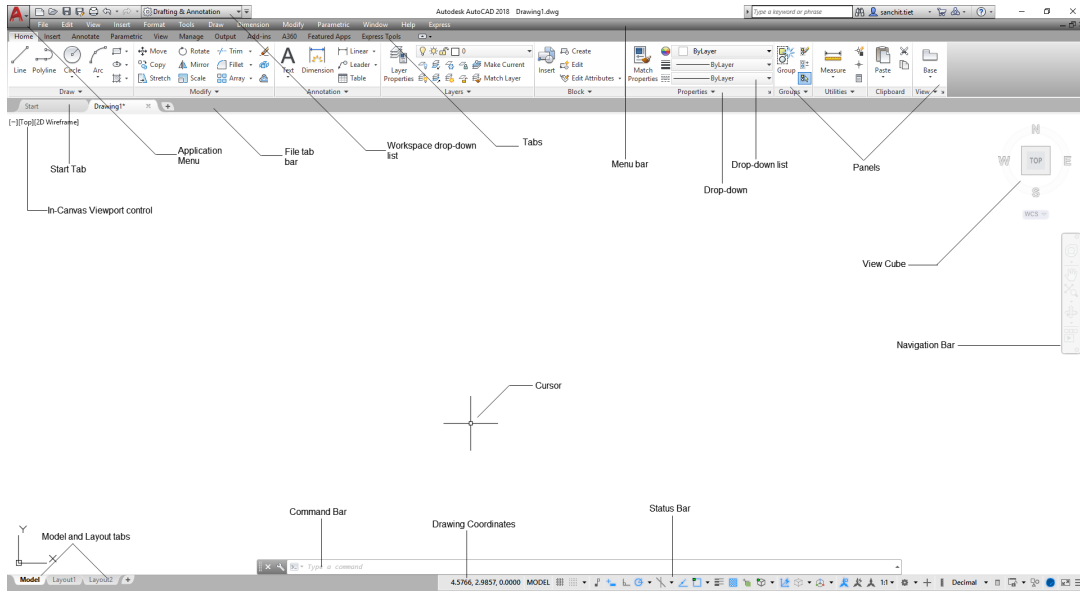 Drafting & Annotation
Autodesk AutoCAD 2018 Drawing1.dwg
Type a keyword or phrase
sanchit.tiet
File Edit View Insert Format Tools Draw Dimension Modify Parametric Window Help Express
Home Insert Annotate Parametric View Manage Output Add-ins A360 Featured Apps Express Tools
Move Rotate Trim Linear 0 Create ByLayer
Copy Mirror Fillet Leader Make Current Edit ByLayer
Line Polyline Circle Arc Text Dimension Layer Properties Insert Match Properties Group Measure Paste Base
Stretch Scale Array Table Match Layer Edit Attributes ByLayer
Draw Modify Annotation Layers Block Properties Groups Utilities Clipboard View
Start Drawing1*
[−][Top][2D Wireframe]
Application
Menu
File tab
bar
Workspace drop-down
list
Tabs
Start Tab
Menu bar
Drop-down list
Panels
Drop-down
In-Canvas Viewport control
N
W TOP E
S
WCS
View Cube
Navigation Bar
Cursor
Command Bar
Drawing Coordinates
Status Bar
Y
Model and Layout tabs
X
Type a command
Model Layout1 Layout2 +
4.5766, 2.9857, 0.0000 MODEL 1:1 Decimal